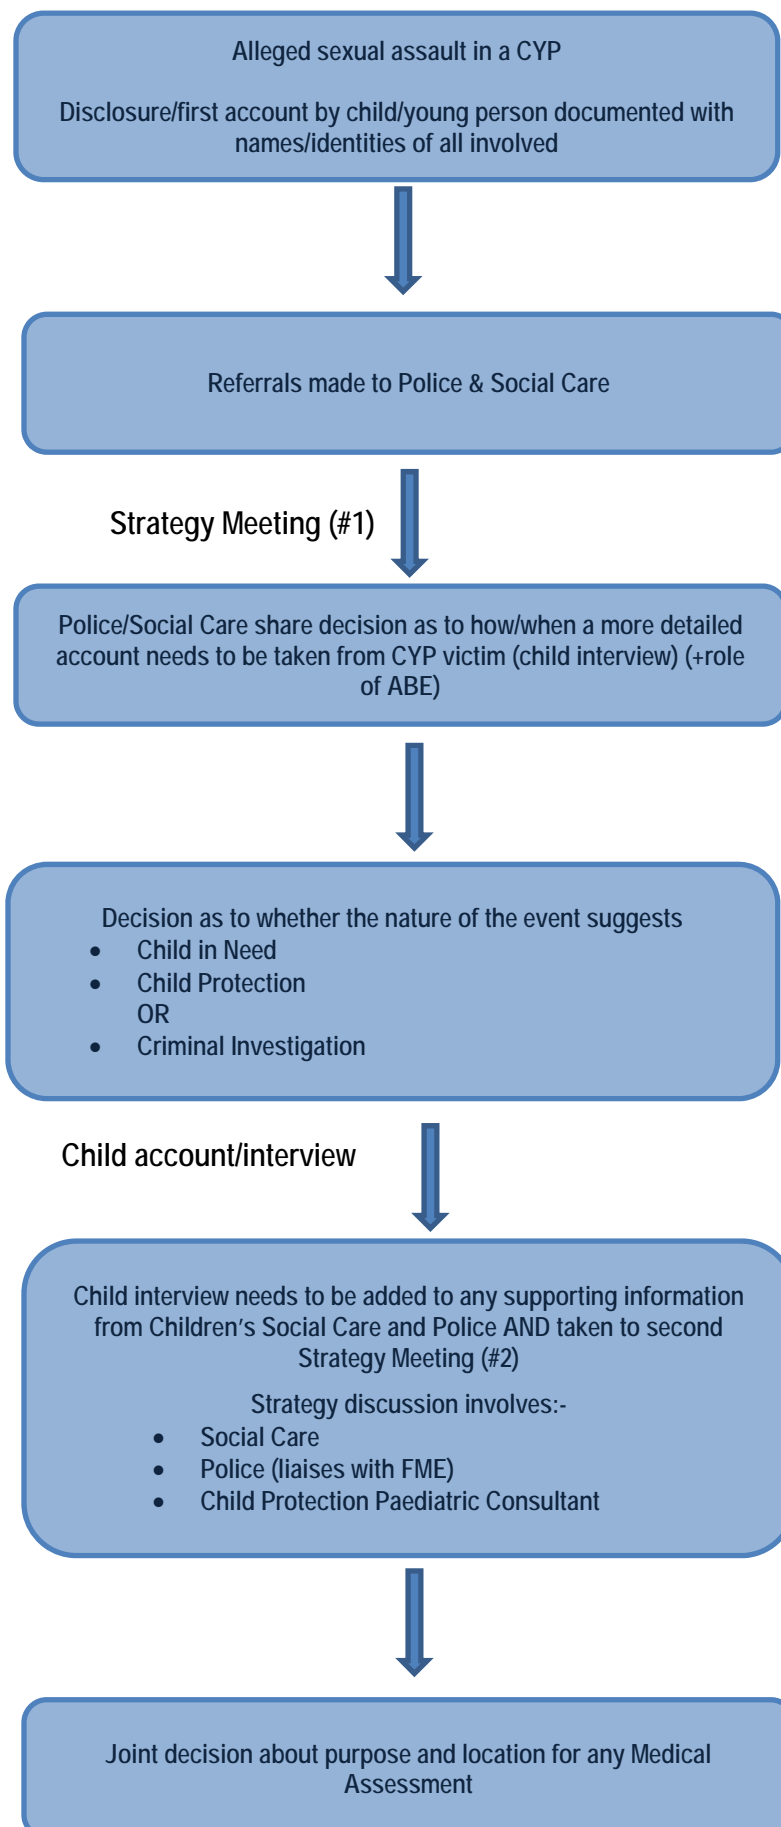 Alleged sexual assault in a CYP
Disclosure/first account by child/young person documented with
names/identities of all involved
Referrals made to Police & Social Care
Strategy Meeting (#1)
Police/Social Care share decision as to how/when a more detailed
account needs to be taken from CYP victim (child interview) (+role
of ABE)
Decision as to whether the nature of the event suggests
• Child in Need
• Child Protection
OR
• Criminal Investigation
Child account/interview
Child interview needs to be added to any supporting information
from Children's Social Care and Police AND taken to second
Strategy Meeting (#2)
Strategy discussion involves:-
• Social Care
• Police (liaises with FME)
• Child Protection Paediatric Consultant
Joint decision about purpose and location for any Medical
Assessment